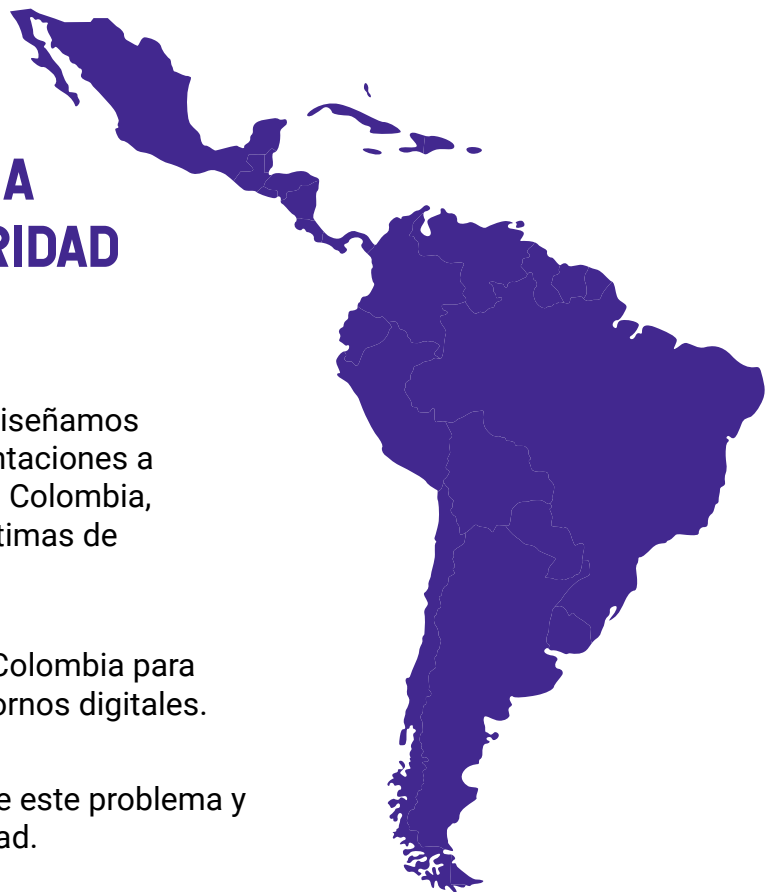 A
RIDAD
iseñamos
ntaciones a
Colombia,
timas de
Colombia para
ornos digitales.
e este problema y
ad.